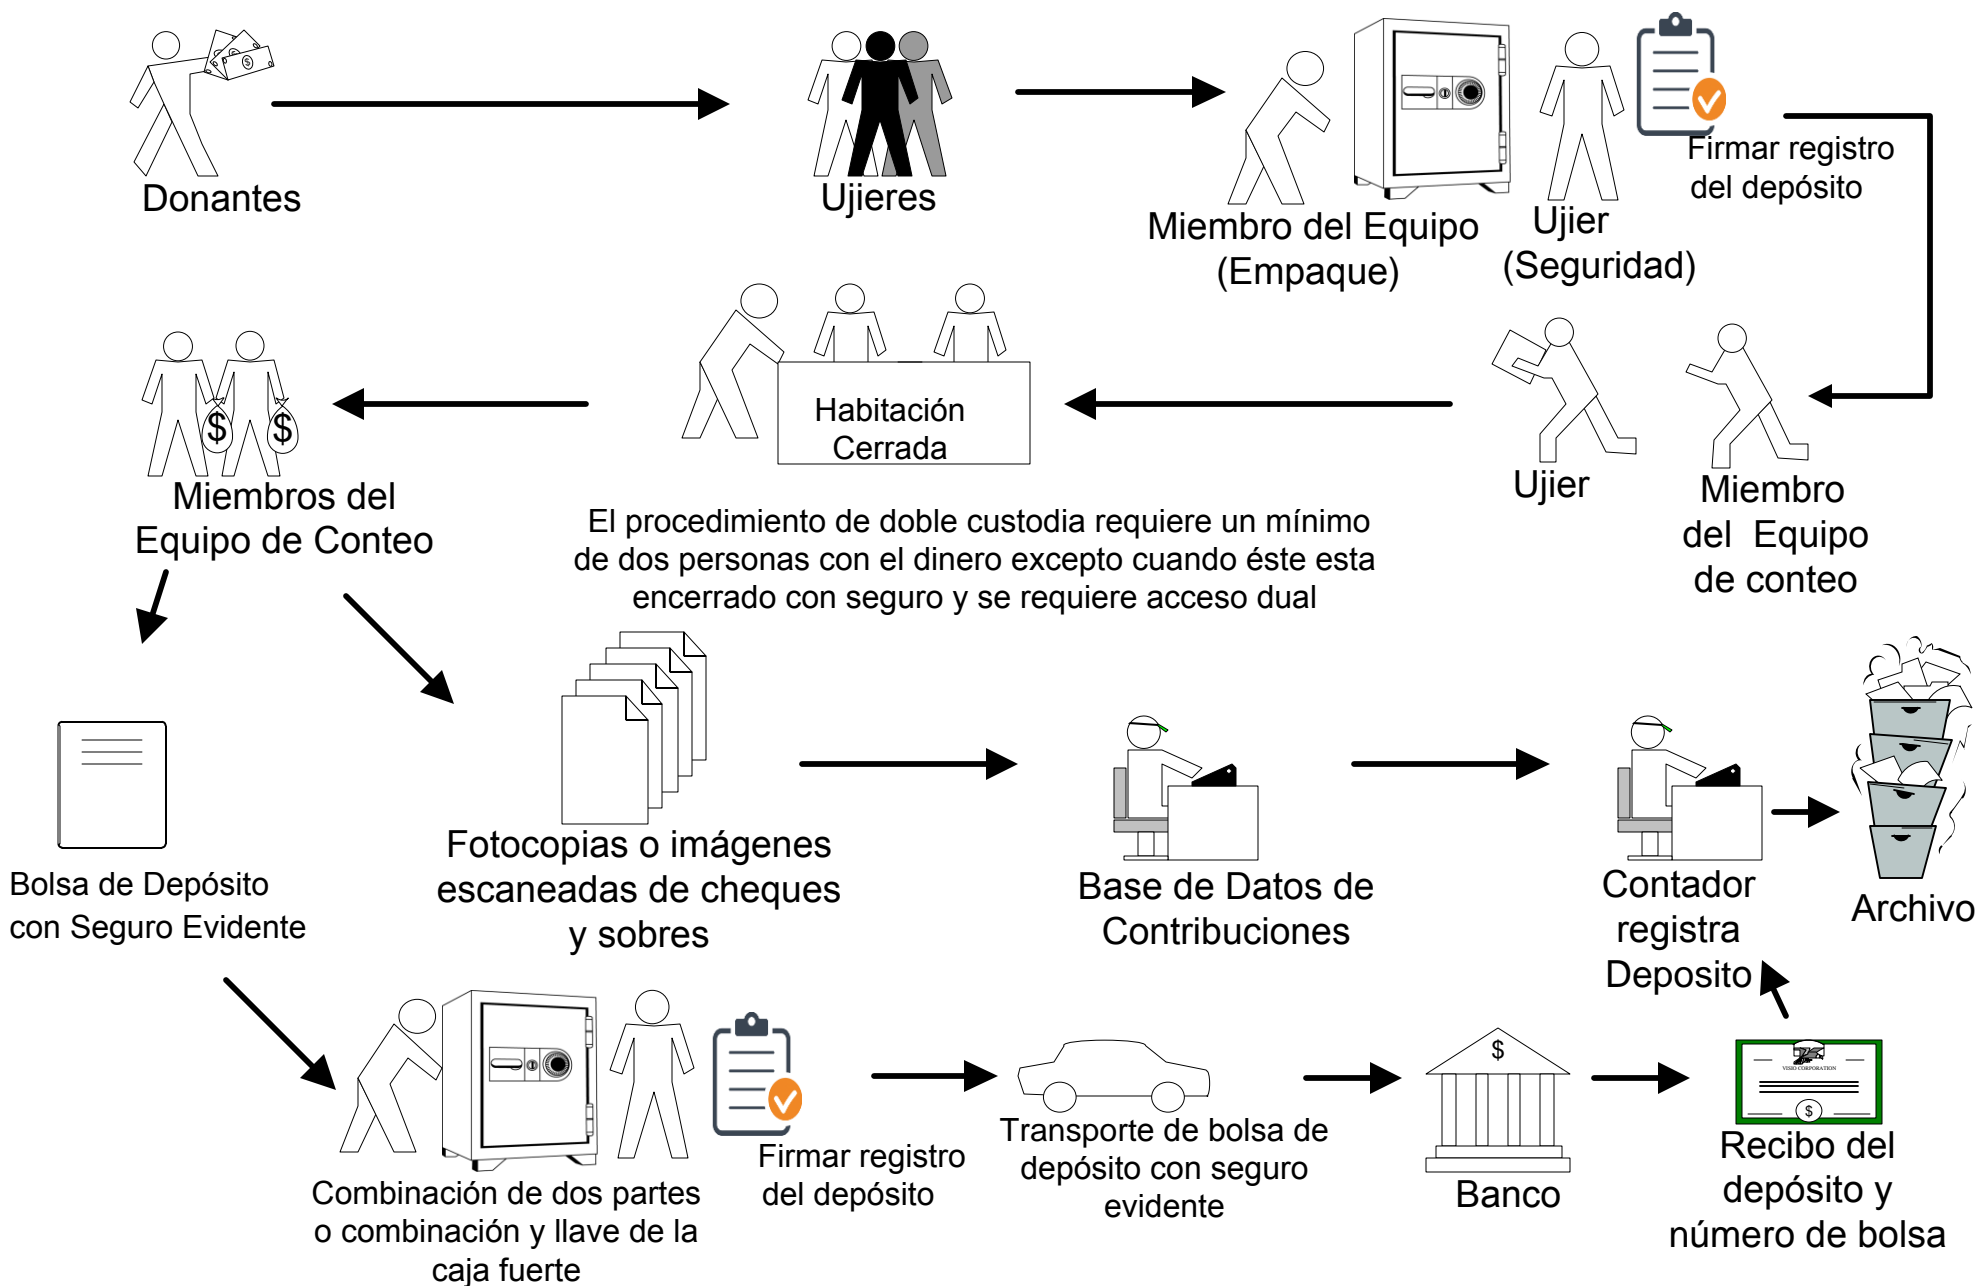 Donantes
Ujieres
Miembro del Equipo
(Empaque)
Ujier
(Seguridad)
Firmar registro
del depósito
Ujier
Miembro
del Equipo
de conteo
Habitación
Cerrada
$ $
Miembros del
Equipo de Conteo
El procedimiento de doble custodia requiere un mínimo
de dos personas con el dinero excepto cuando éste esta
encerrado con seguro y se requiere acceso dual
Bolsa de Depósito
con Seguro Evidente
Fotocopias o imágenes
escaneadas de cheques
y sobres
Base de Datos de
Contribuciones
Contador
registra
Deposito
Archivo
Combinación de dos partes
o combinación y llave de la
caja fuerte
Firmar registro
del depósito
Transporte de bolsa de
depósito con seguro
evidente
$
Banco
VISIO CORPORATION
$
Recibo del
depósito y
número de bolsa